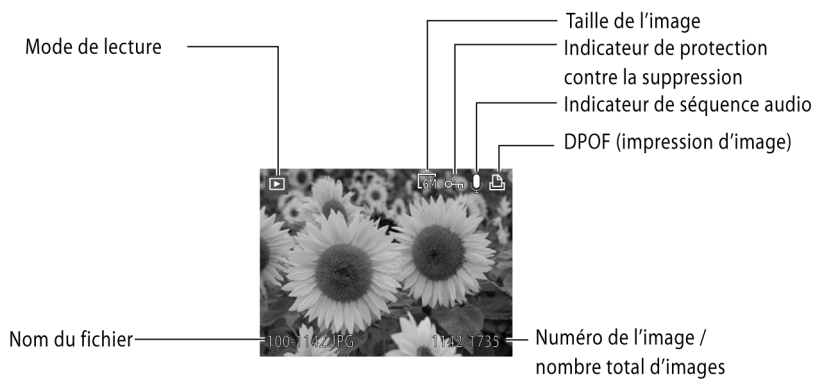 Taille de l'image
Mode de lecture
Indicateur de protection
contre la suppression
Indicateur de séquence audio
DPOF (impression d'image)
6M
100-1142.JPG
1142/1735
Nom du fichier
Numéro de l'image /
nombre total d'images